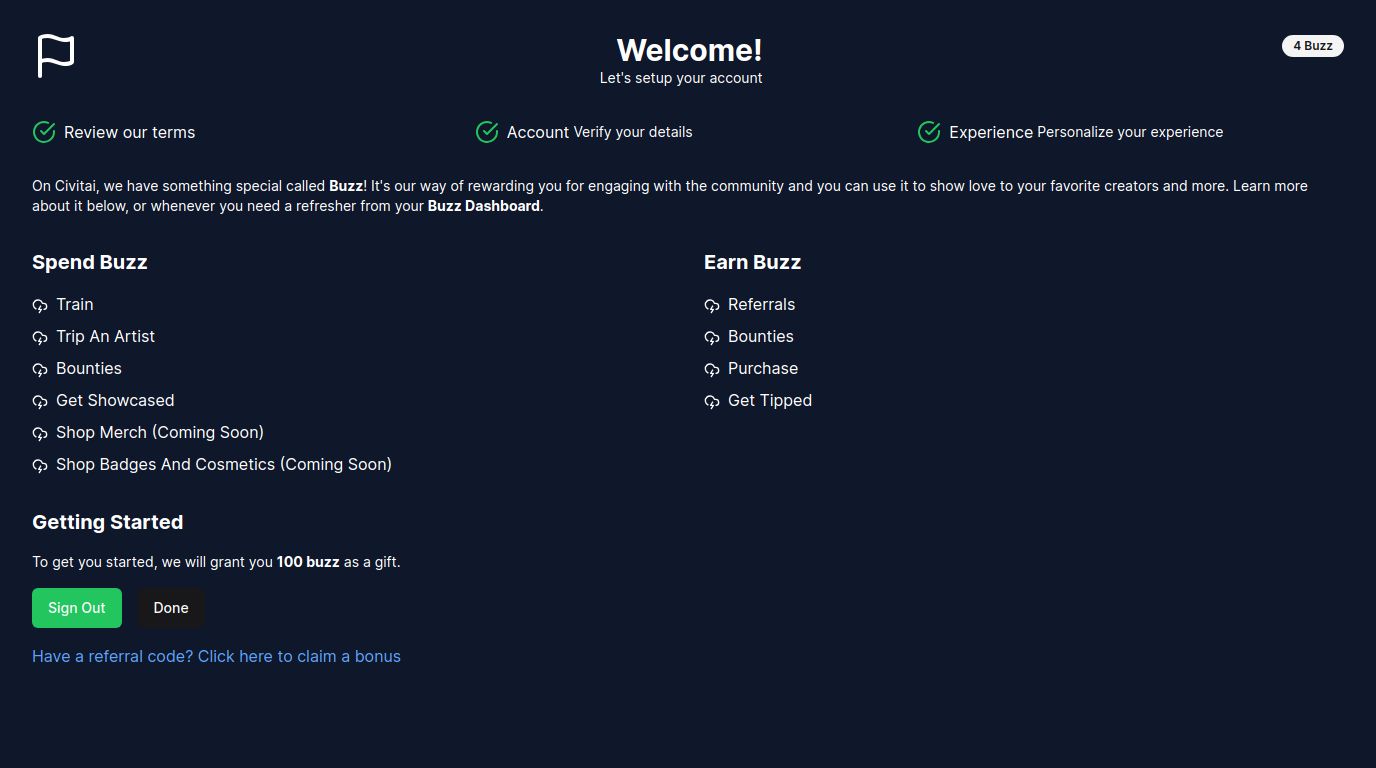 Welcome!
Let's setup your account
4 Buzz
Review our terms
Account Verify your details
Experience Personalize your experience
On Civitai, we have something special called Buzz! It's our way of rewarding you for engaging with the community and you can use it to show love to your favorite creators and more. Learn more
about it below, or whenever you need a refresher from your Buzz Dashboard.
Spend Buzz
Train
Trip An Artist
Bounties
Get Showcased
Shop Merch (Coming Soon)
Shop Badges And Cosmetics (Coming Soon)
Earn Buzz
Referrals
Bounties
Purchase
Get Tipped
Getting Started
To get you started, we will grant you 100 buzz as a gift.
Sign Out
Done
Have a referral code? Click here to claim a bonus